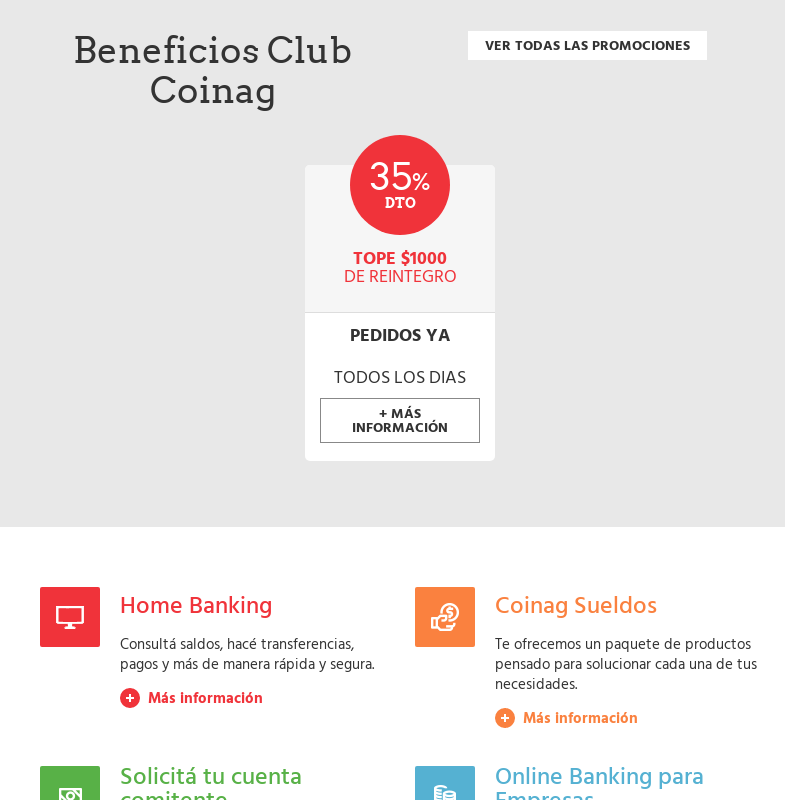 Beneficios Club
Coinag
VER TODAS LAS PROMOCIONES
35%
DTO
TOPE $1000
DE REINTEGRO
PEDIDOS YA
TODOS LOS DIAS
+ MÁS
INFORMACIÓN
Home Banking
Consultá saldos, hacé transferencias,
pagos y más de manera rápida y segura.
Más información
Coinag Sueldos
Te ofrecemos un paquete de productos
pensado para solucionar cada una de tus
necesidades.
Más información
Solicitá tu cuenta
comitente
Online Banking para
Empresas